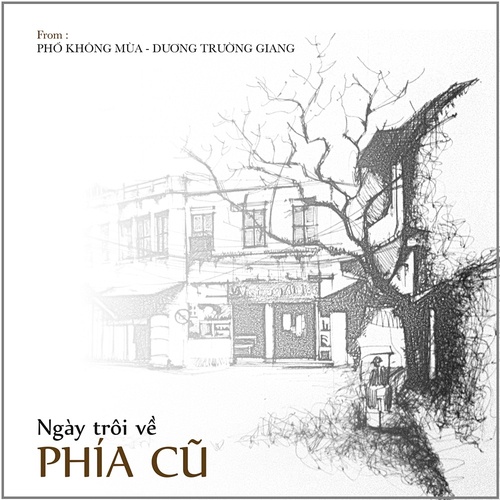 From :
PHỐ KHÔNG MÙA - DƯƠNG TRƯỜNG GIANG
Ngày trôi về
PHÍA CŨ